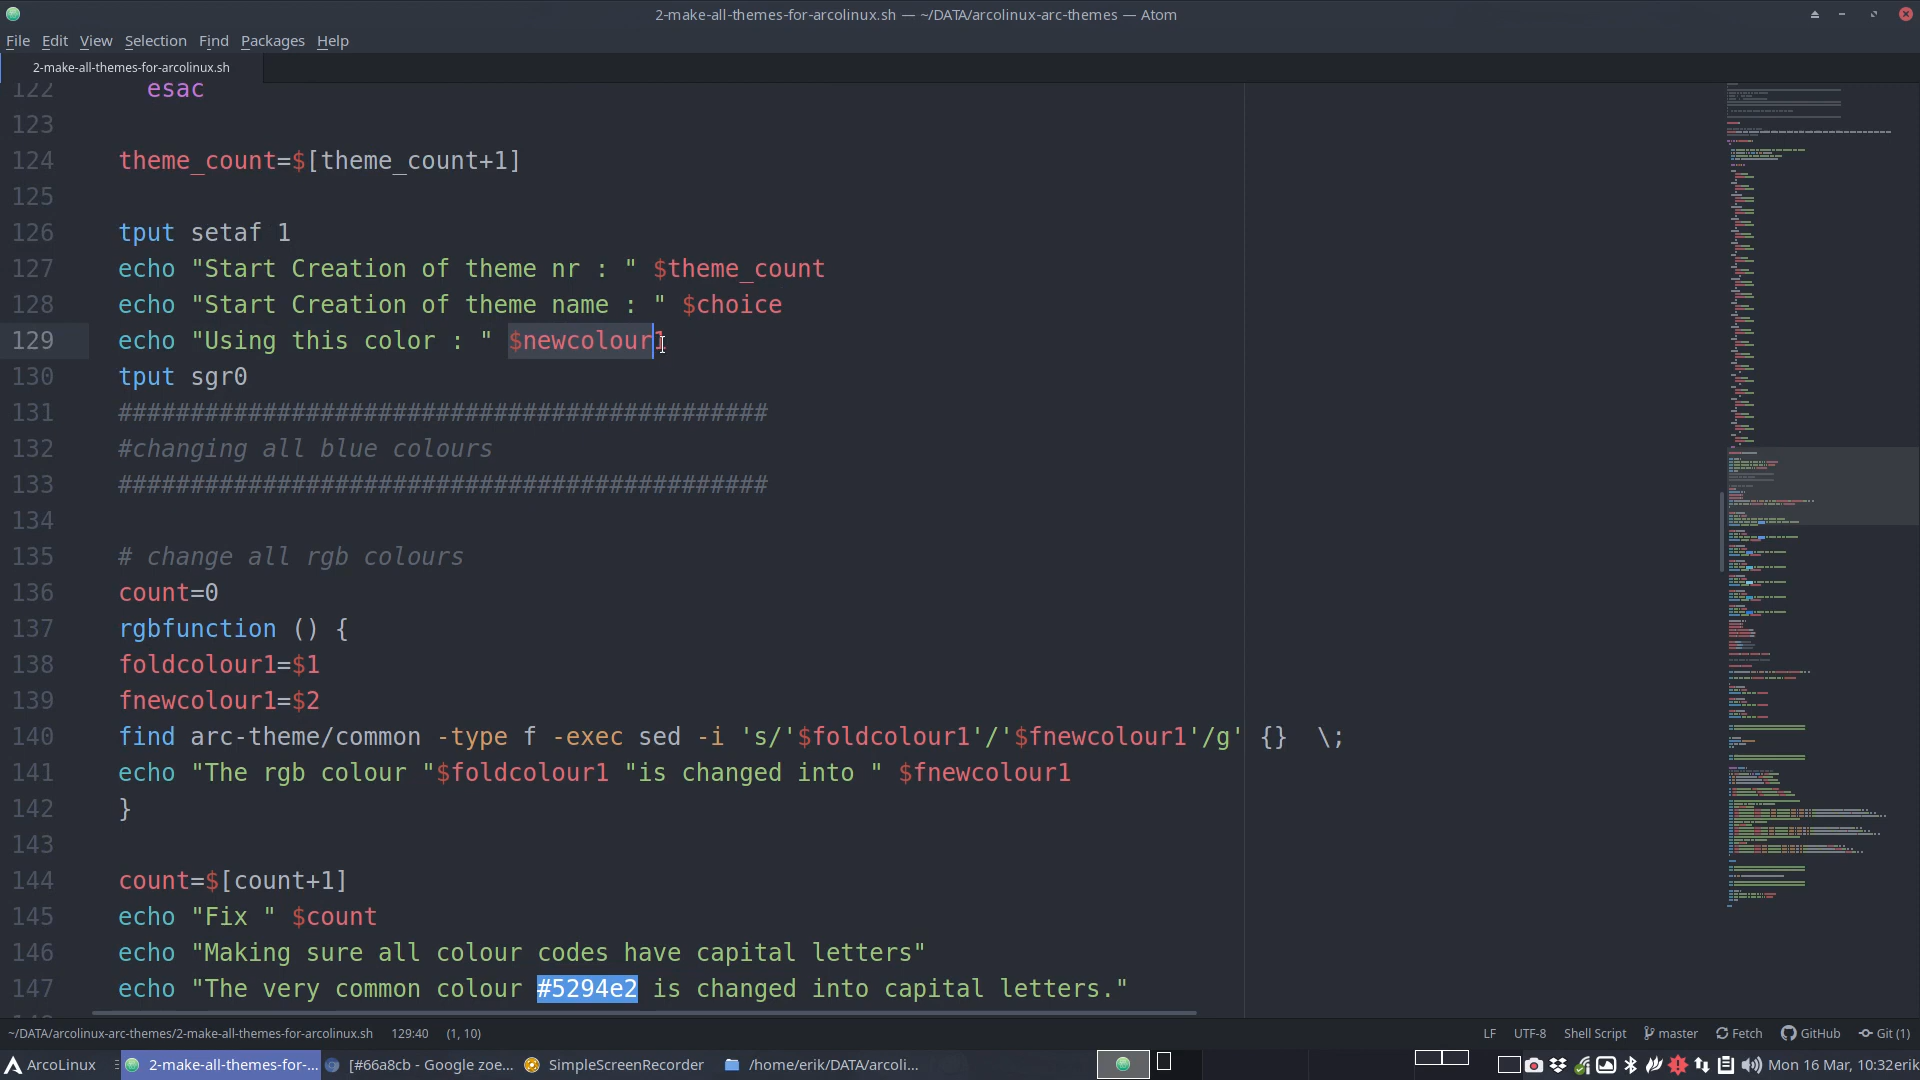 2-make-all-themes-for-arcolinux.sh — ~/DATA/arcolinux-arc-themes — Atom
File Edit View Selection Find Packages Help
2-make-all-themes-for-arcolinux.sh
122 esac
123
124 theme_count=$[theme_count+1]
125
126 tput setaf 1
127 echo "Start Creation of theme nr : " $theme_count
128 echo "Start Creation of theme name : " $choice
129 echo "Using this color : " $newcolour1
130 tput sgr0
131 #############################################
132 #changing all blue colours
133 #############################################
134
135 # change all rgb colours
136 count=0
137 rgbfunction () {
138 foldcolour1=$1
139 fnewcolour1=$2
140 find arc-theme/common -type f -exec sed -i 's/'$foldcolour1'/'$fnewcolour1'/g' {}  \;
141 echo "The rgb colour "$foldcolour1 "is changed into " $fnewcolour1
142 }
143
144 count=$[count+1]
145 echo "Fix " $count
146 echo "Making sure all colour codes have capital letters"
147 echo "The very common colour #5294e2 is changed into capital letters."
~/DATA/arcolinux-arc-themes/2-make-all-themes-for-arcolinux.sh 129:40 (1, 10) LF UTF-8 Shell Script master Fetch GitHub Git (1)
ArcoLinux 2-make-all-themes-for-... [#66a8cb - Google zoe... SimpleScreenRecorder /home/erik/DATA/arcoli... Mon 16 Mar, 10:32 erik